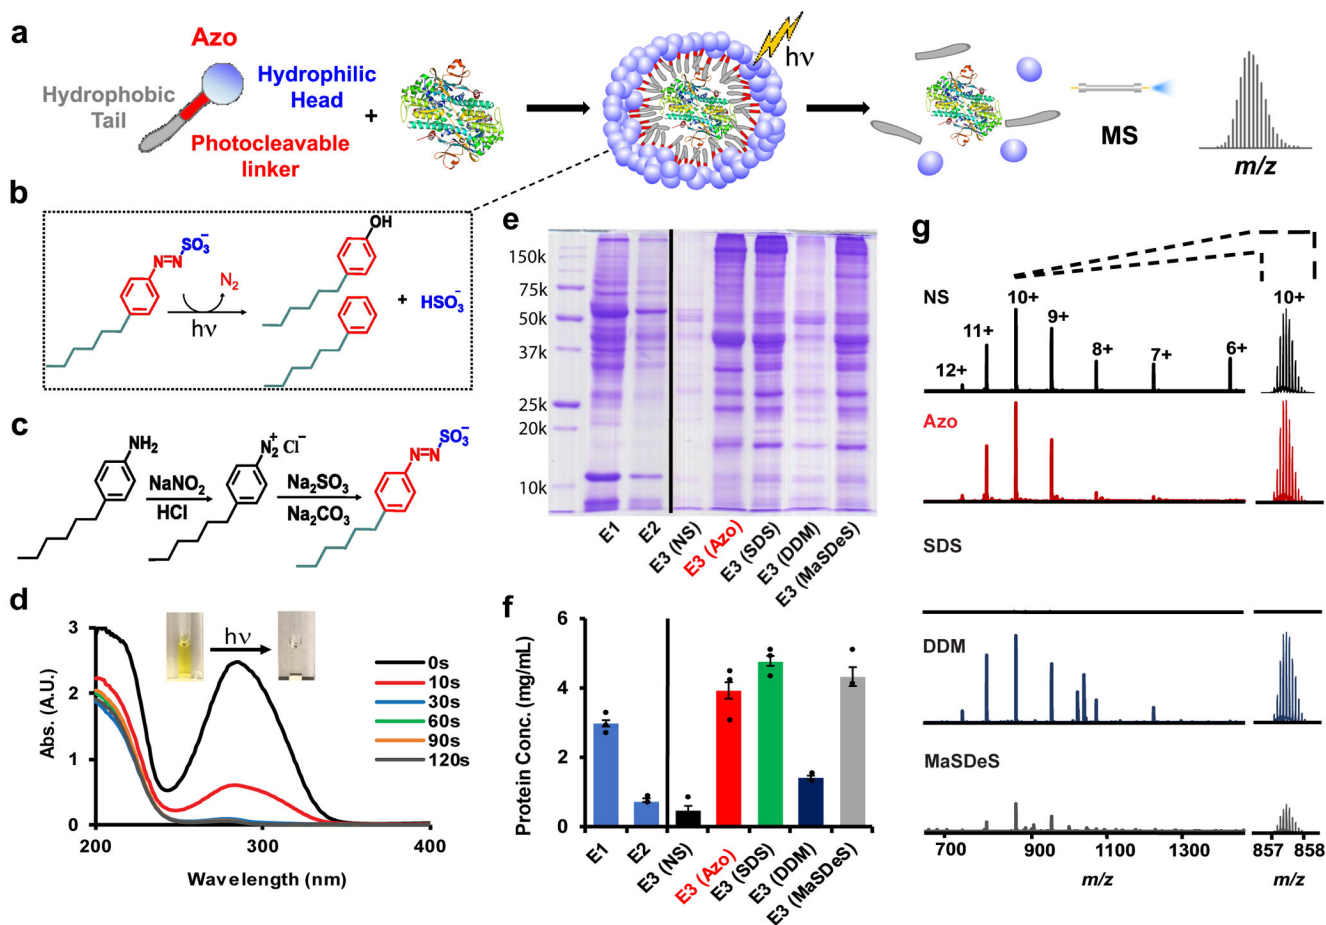 a
Azo
Hydrophobic
Tail
Hydrophilic
Head
Photocleavable
linker
+
hν
MS
m/z
b
SO₃⁻
N=N
hν
N₂
OH
+ HSO₃⁻
c
NH₂
NaNO₂
HCl
N₂⁺ Cl⁻
Na₂SO₃
Na₂CO₃
N=N
SO₃⁻
d
hν
3
2
1
0
Abs. (A.U.)
200
300
400
Wavelength (nm)
0s
10s
30s
60s
90s
120s
e
150k
75k
50k
37k
25k
20k
15k
10k
E1
E2
E3 (NS)
E3 (Azo)
E3 (SDS)
E3 (DDM)
E3 (MaSDeS)
f
6
4
2
0
Protein Conc. (mg/mL)
E1
E2
E3 (NS)
E3 (Azo)
E3 (SDS)
E3 (DDM)
E3 (MaSDeS)
g
NS
12+
11+
10+
9+
8+
7+
6+
10+
Azo
SDS
DDM
MaSDeS
700
900
1100
1300
m/z
857
858
m/z